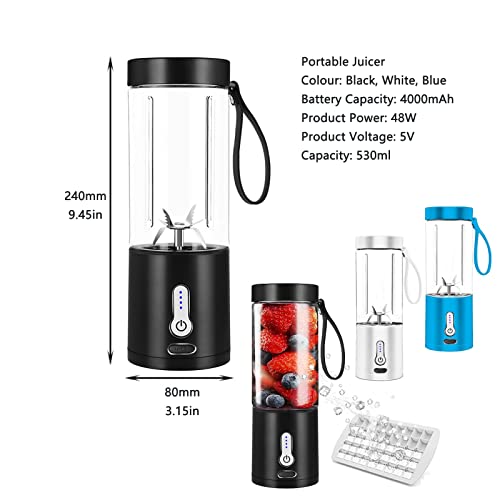 Portable Juicer
Colour: Black, White, Blue
Battery Capacity: 4000mAh
Product Power: 48W
Product Voltage: 5V
Capacity: 530ml
240mm
9.45in
80mm
3.15in